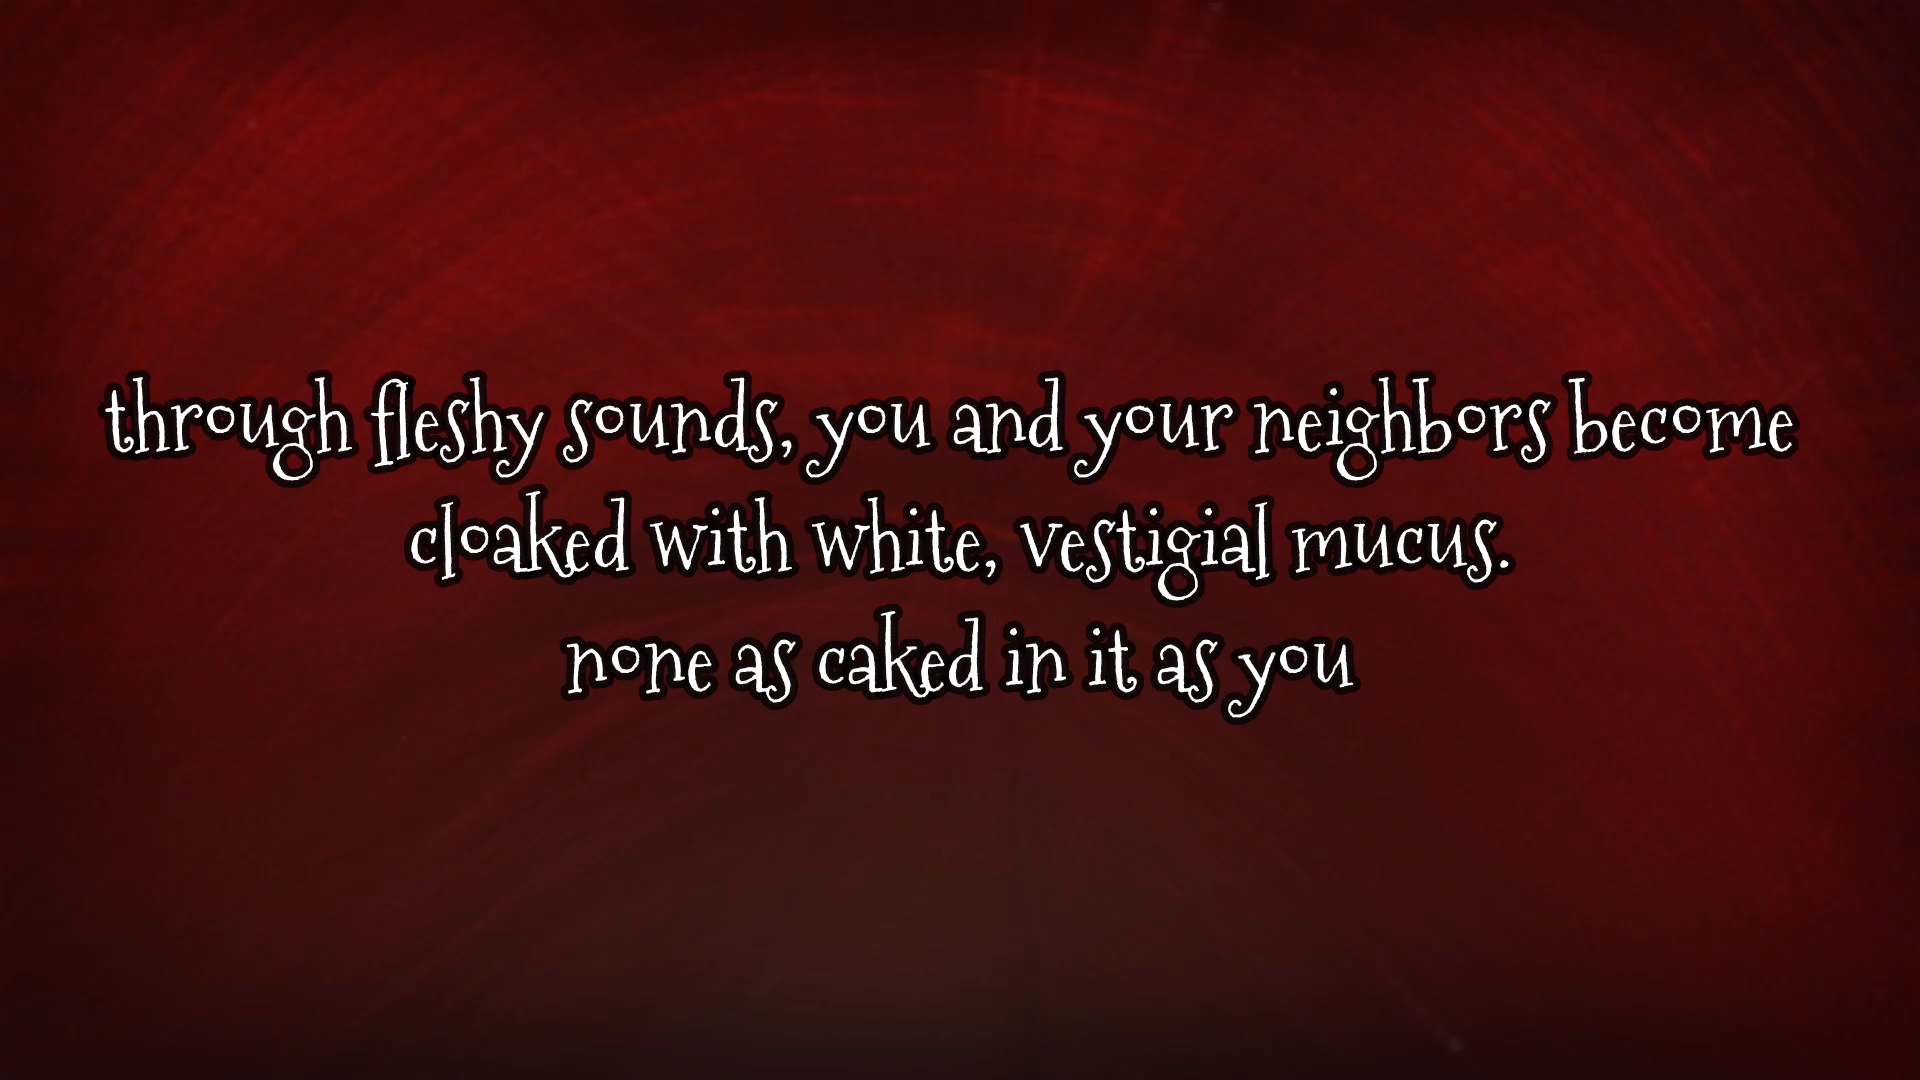 through fleshy sounds, you and your neighbors become
cloaked with white, vestigial mucus.
none as caked in it as you